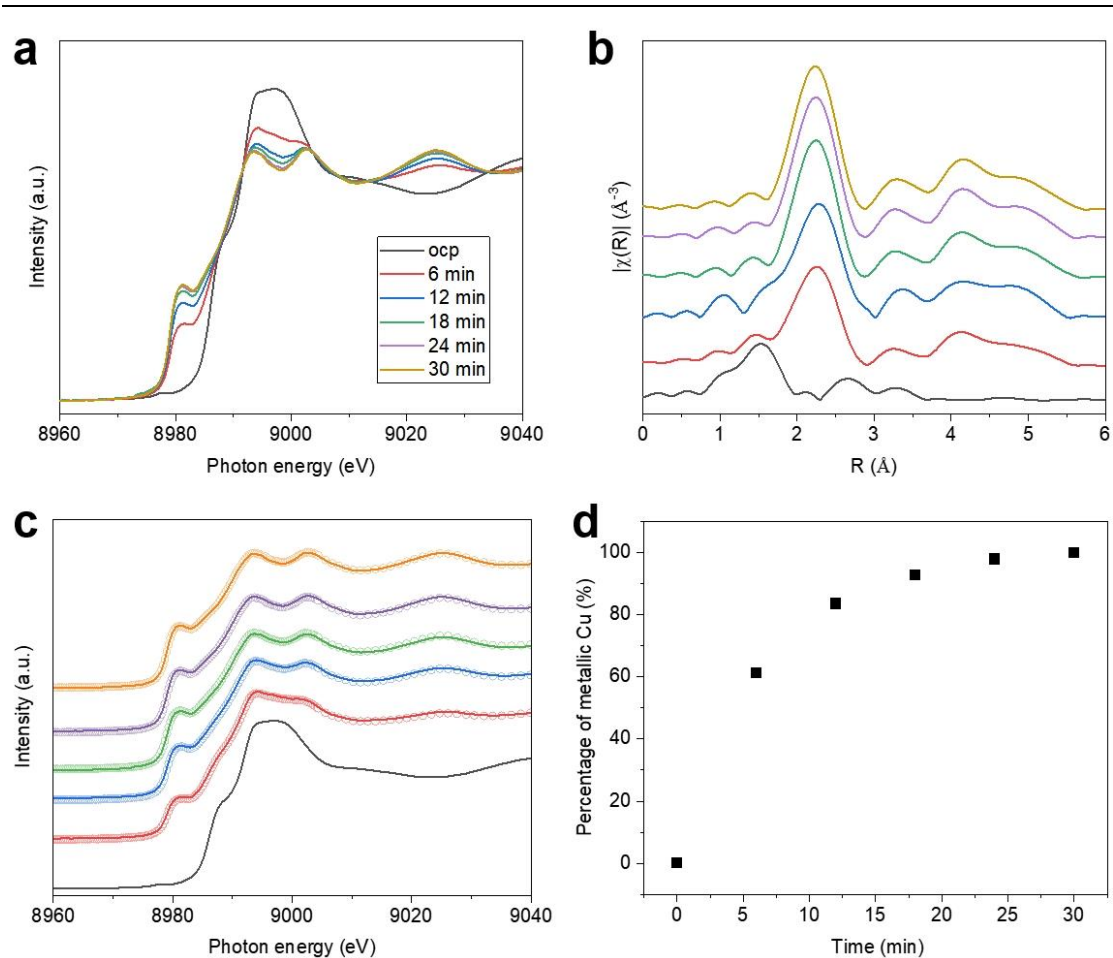 a
Intensity (a.u.)
ocp
6 min
12 min
18 min
24 min
30 min
8960 8980 9000 9020 9040
Photon energy (eV)
b
|χ(R)| (Å⁻³)
0 1 2 3 4 5 6
R (Å)
c
Intensity (a.u.)
8960 8980 9000 9020 9040
Photon energy (eV)
d
Percentage of metallic Cu (%)
100
80
60
40
20
0
0 5 10 15 20 25 30
Time (min)